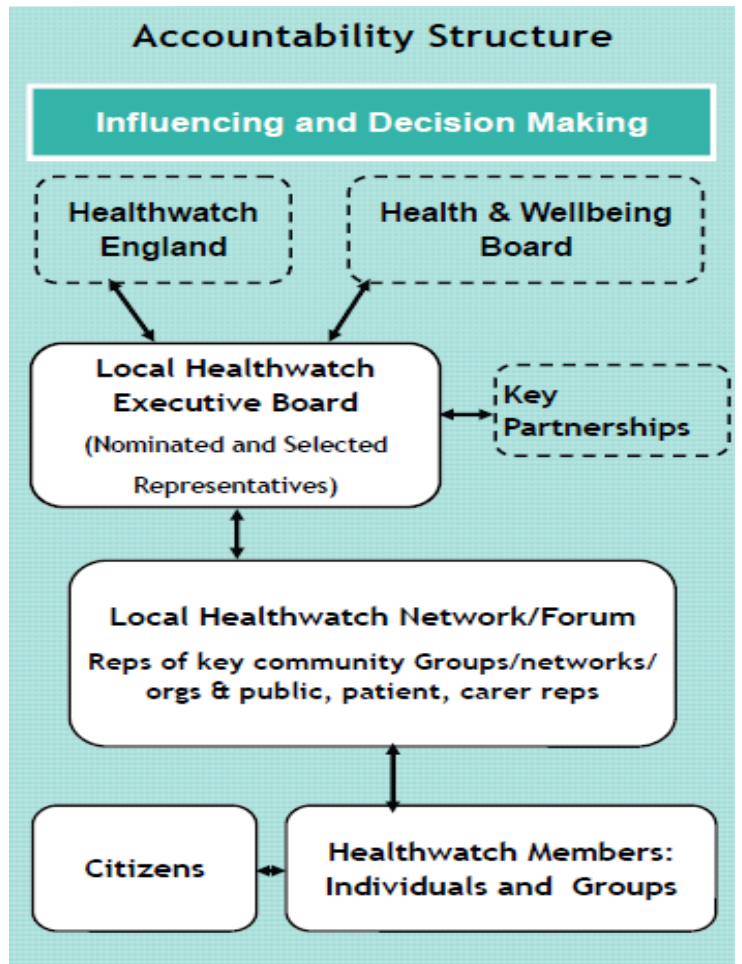 Accountability Structure
Influencing and Decision Making
Healthwatch
England
Health & Wellbeing
Board
Local Healthwatch
Executive Board
(Nominated and Selected
Representatives)
Key
Partnerships
Local Healthwatch Network/Forum
Reps of key community Groups/networks/
orgs & public, patient, carer reps
Citizens
Healthwatch Members:
Individuals and Groups